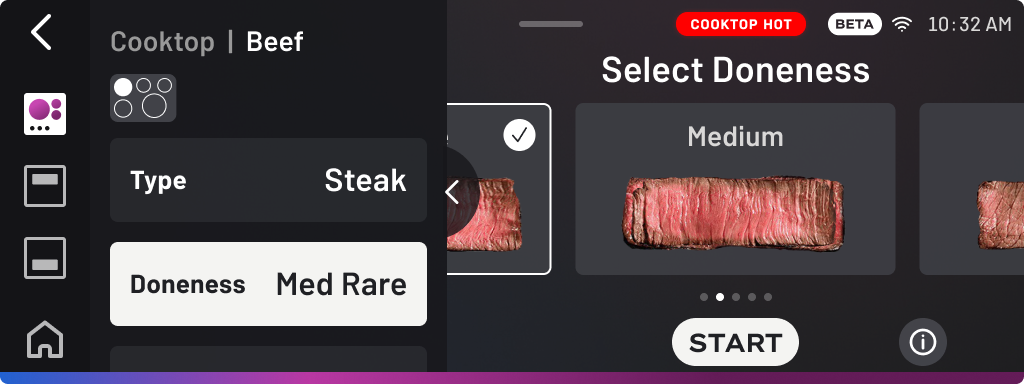 Cooktop | Beef
Type Steak
Doneness Med Rare
COOKTOP HOT BETA 10:32 AM
Select Doneness
Medium
START